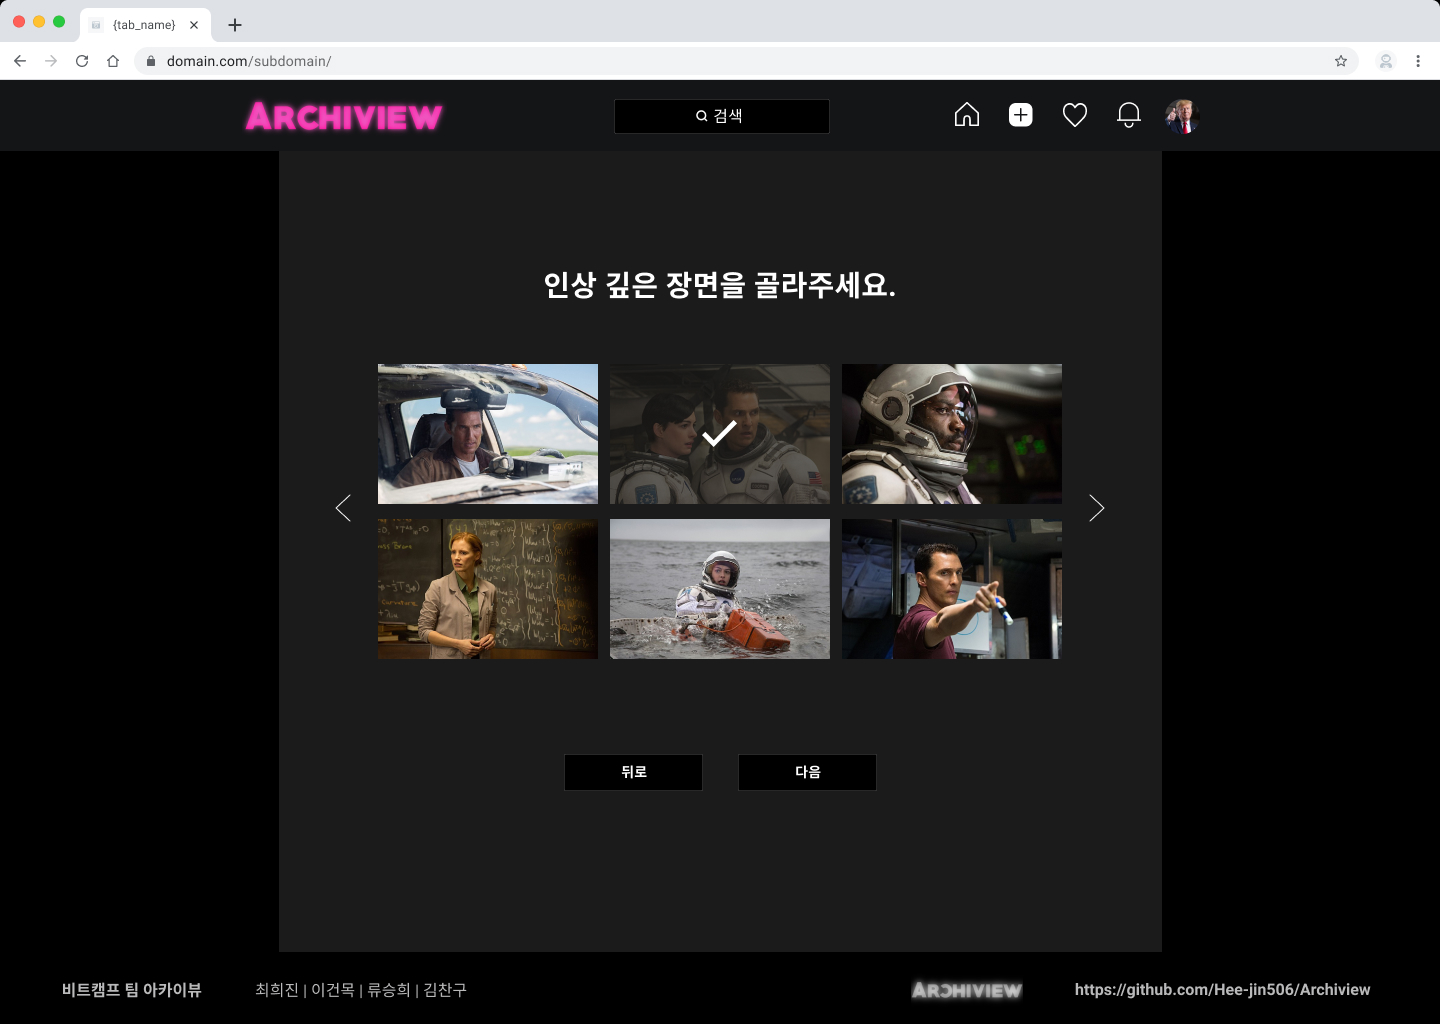 {tab_name}
domain.com/subdomain/
ARCHIVIEW
검색
인상 깊은 장면을 골라주세요.
뒤로
다음
비트캠프 팀 아카이뷰
최희진 | 이건목 | 류승희 | 김찬구
ARCHIVIEW
https://github.com/Hee-jin506/Archiview